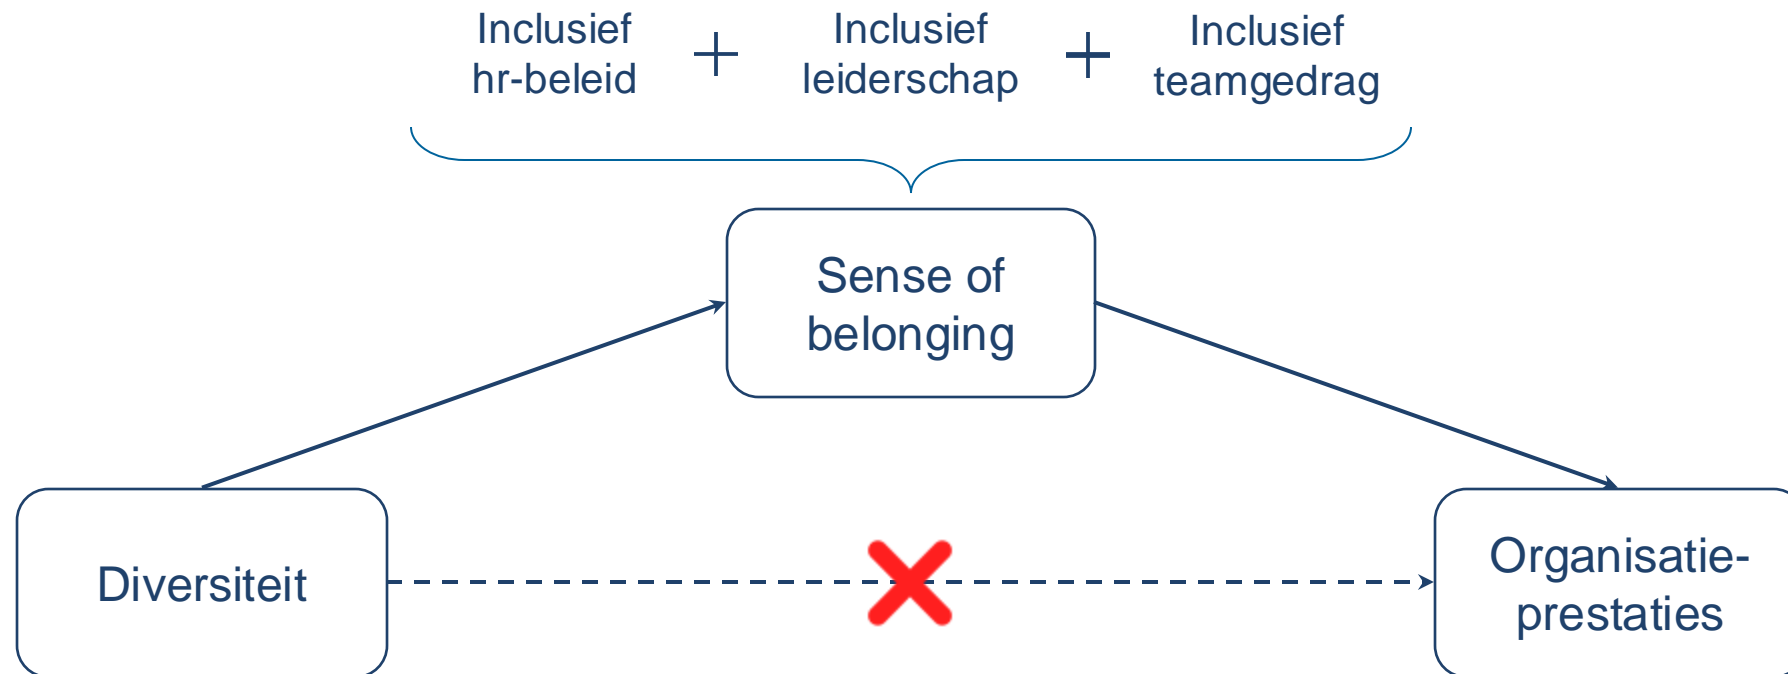 Inclusief
hr-beleid
+
Inclusief
leiderschap
+
Inclusief
teamgedrag
Sense of
belonging
Diversiteit
Organisatie-
prestaties